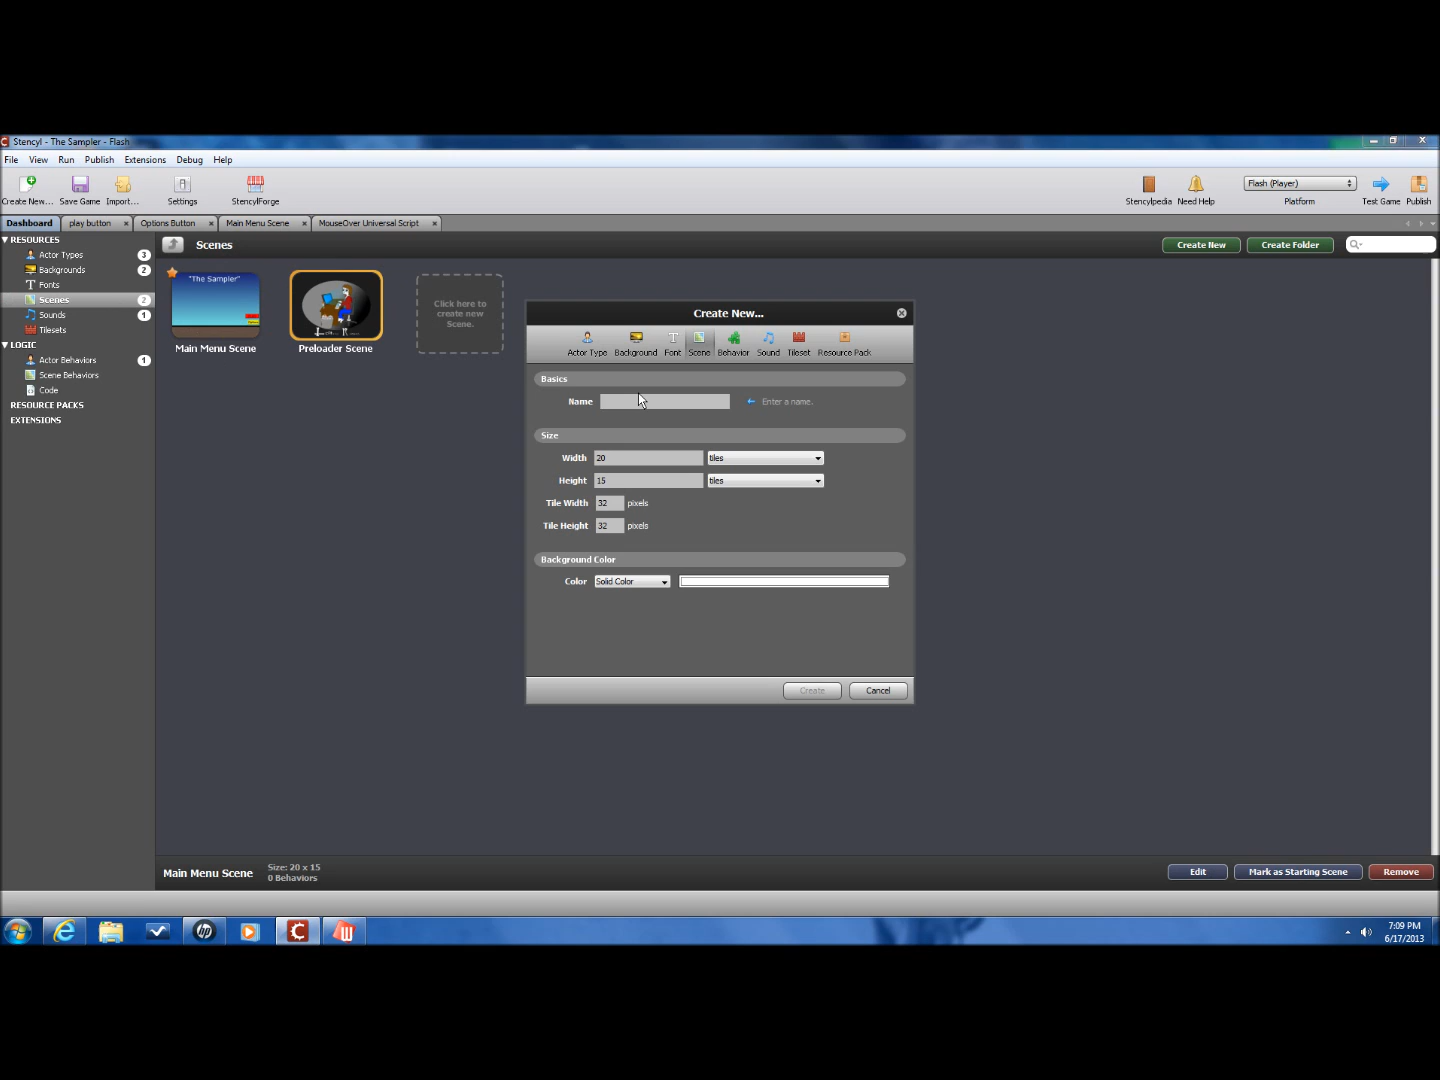 Stencyl - The Sampler - Flash
File View Run Publish Extensions Debug Help
Create New... Save Game Import... Settings StencylForge Stencylpedia Need Help Flash (Player) Platform Test Game Publish
Dashboard play button Options Button Main Menu Scene MouseOver Universal Script
RESOURCES
Actor Types 3
Backgrounds 2
Fonts
Scenes 2
Sounds 1
Tilesets
LOGIC
Actor Behaviors 1
Scene Behaviors
Code
RESOURCE PACKS
EXTENSIONS
Scenes Create New Create Folder
"The Sampler"
Main Menu Scene
Preloader Scene
Click here to
create new
Scene.
Create New...
Actor Type Background Font Scene Behavior Sound Tileset Resource Pack
Basics
Name Enter a name.
Size
Width 20 tiles
Height 15 tiles
Tile Width 32 pixels
Tile Height 32 pixels
Background Color
Color Solid Color
Create Cancel
Main Menu Scene
Size: 20 x 15
0 Behaviors
Edit Mark as Starting Scene Remove
7:09 PM
6/17/2013